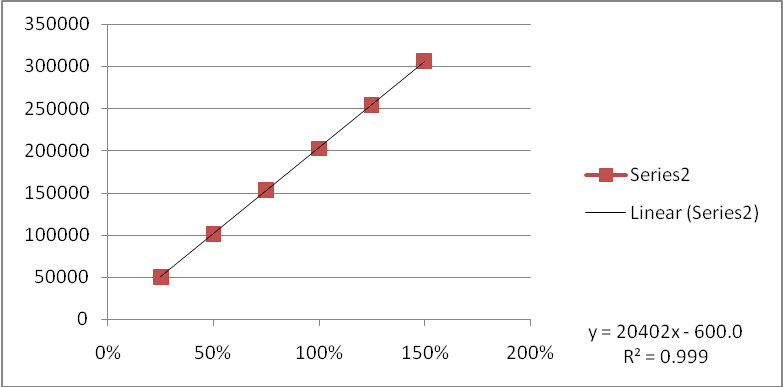 350000
300000
250000
200000
150000
100000
50000
0
0% 50% 100% 150% 200%
Series2
Linear (Series2)
y = 20402x - 600.0
R² = 0.999